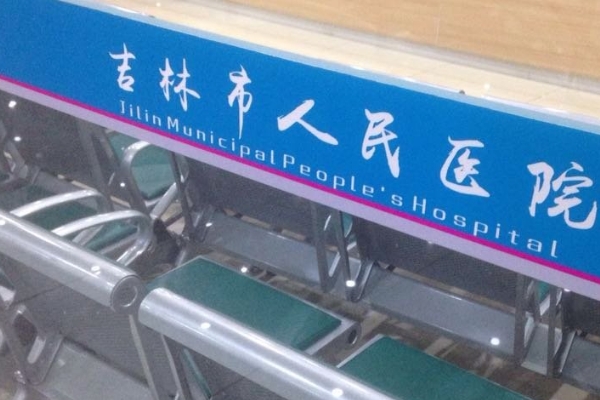 吉林市人民医院
Jilin Municipal People's Hospital